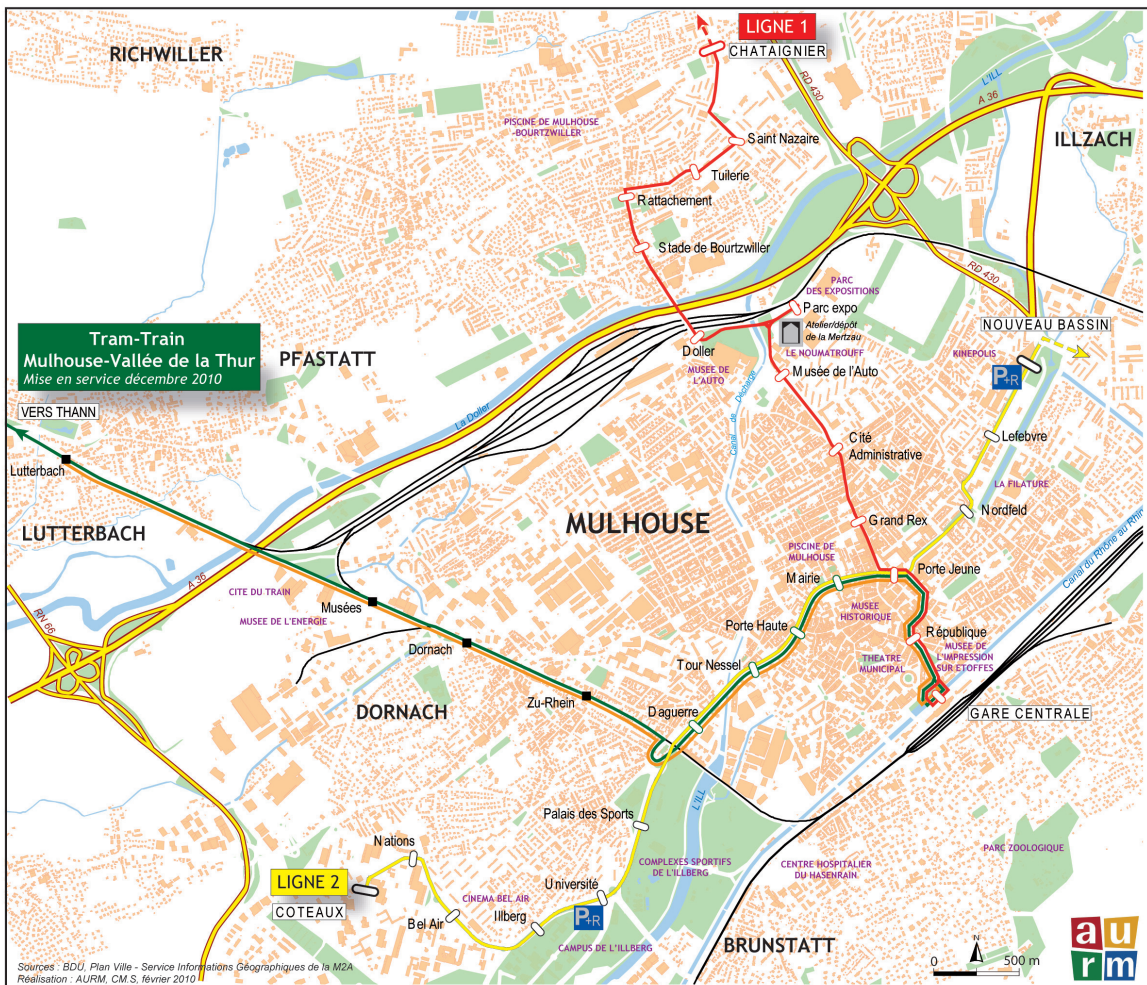 LIGNE 1
CHATAIGNIER
RICHWILLER
RD 430
L'ILL
A 36
PISCINE DE MULHOUSE
-BOURTZWILLER
ILLZACH
Saint Nazaire
Tuilerie
Rattachement
Stade de Bourtzwiller
RD 430
PARC
DES EXPOSITIONS
Parc expo
Atelier/dépôt
de la Mertzau
NOUVEAU BASSIN
Tram-Train
Mulhouse-Vallée de la Thur
Mise en service décembre 2010
PFASTATT
Doller
LE NOUMATROUFF
KINEPOLIS
MUSEE DE
L'AUTO
Musée de l'Auto
P+R
VERS THANN
La Doller
Canal de Décharge
Lefebvre
Cité
Administrative
Lutterbach
LA FILATURE
LUTTERBACH
MULHOUSE
Grand Rex
Nordfeld
Canal du Rhône au Rhin
PISCINE DE
MULHOUSE
Porte Jeune
Mairie
A 36
CITE DU TRAIN
Musées
MUSEE
HISTORIQUE
RN 66
MUSEE DE L'ENERGIE
Porte Haute
République
Dornach
MUSEE DE
L'IMPRESSION
SUR ETOFFES
THEATRE
MUNICIPAL
Tour Nessel
Zu-Rhein
DORNACH
Daguerre
GARE CENTRALE
L'ILL
Palais des Sports
Nations
PARC ZOOLOGIQUE
COMPLEXES SPORTIFS
DE L'ILLBERG
CENTRE HOSPITALIER
DU HASENRAIN
LIGNE 2
COTEAUX
Université
CINEMA BEL AIR
Bel Air
Illberg
P+R
CAMPUS DE L'ILLBERG
BRUNSTATT
au
rm
N
0 500 m
Sources : BDU, Plan Ville - Service Informations Géographiques de la M2A
Réalisation : AURM, CM.S, février 2010